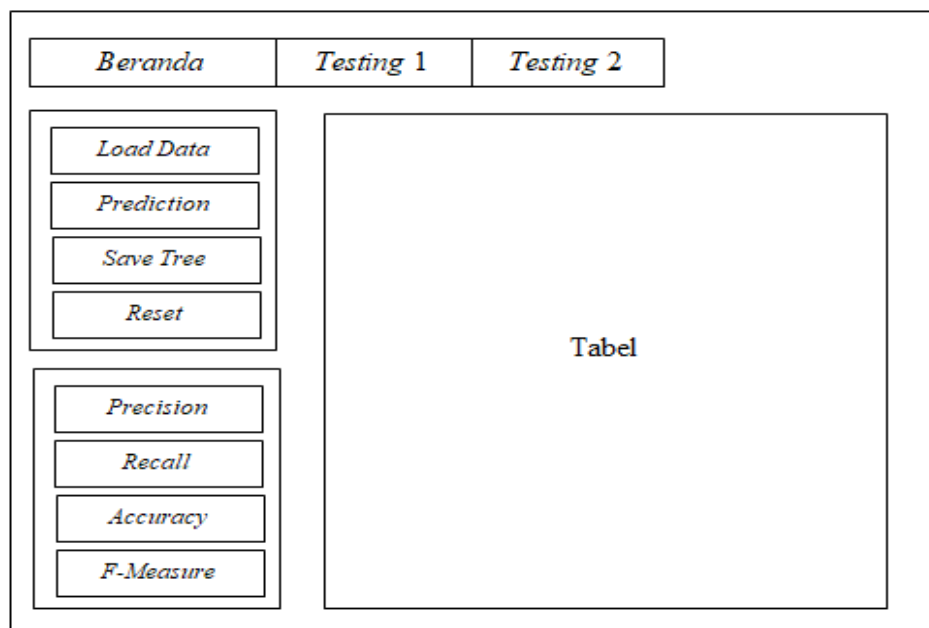 Beranda
Testing 1
Testing 2
Load Data
Prediction
Save Tree
Reset
Precision
Recall
Accuracy
F-Measure
Tabel